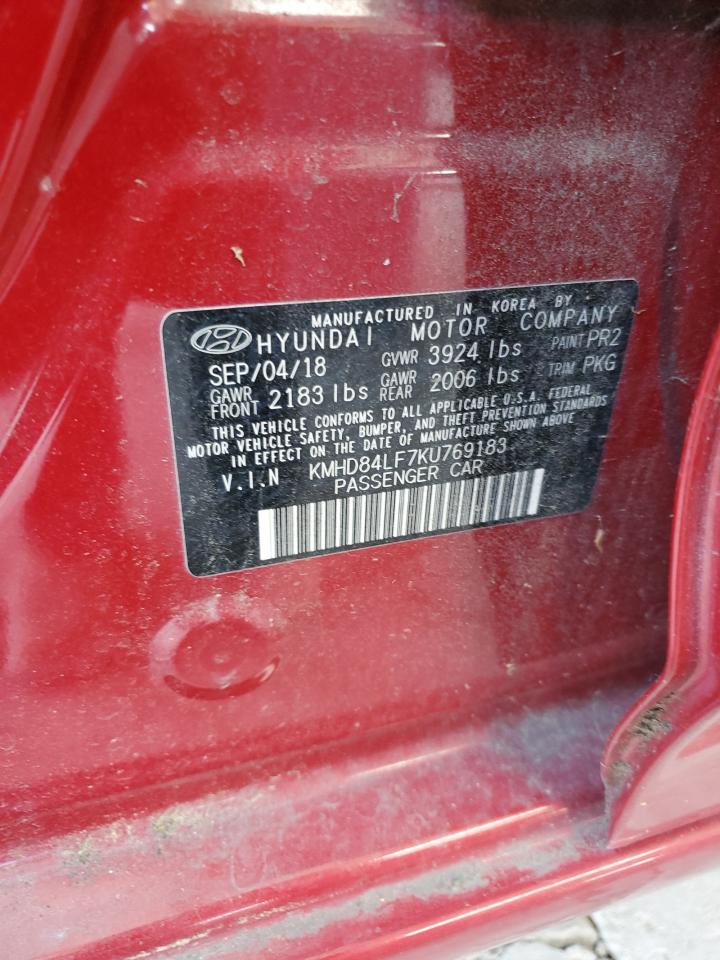 MANUFACTURED IN KOREA BY
HYUNDAI MOTOR COMPANY
SEP/04/18 GVWR 3924 lbs PAINT PR2
GAWR FRONT 2183 lbs GAWR REAR 2006 lbs TRIM PKG
THIS VEHICLE CONFORMS TO ALL APPLICABLE U.S.A. FEDERAL
MOTOR VEHICLE SAFETY, BUMPER, AND THEFT PREVENTION STANDARDS
IN EFFECT ON THE DATE OF MANUFACTURE SHOWN ABOVE
V.I.N KMHD84LF7KU769183
PASSENGER CAR